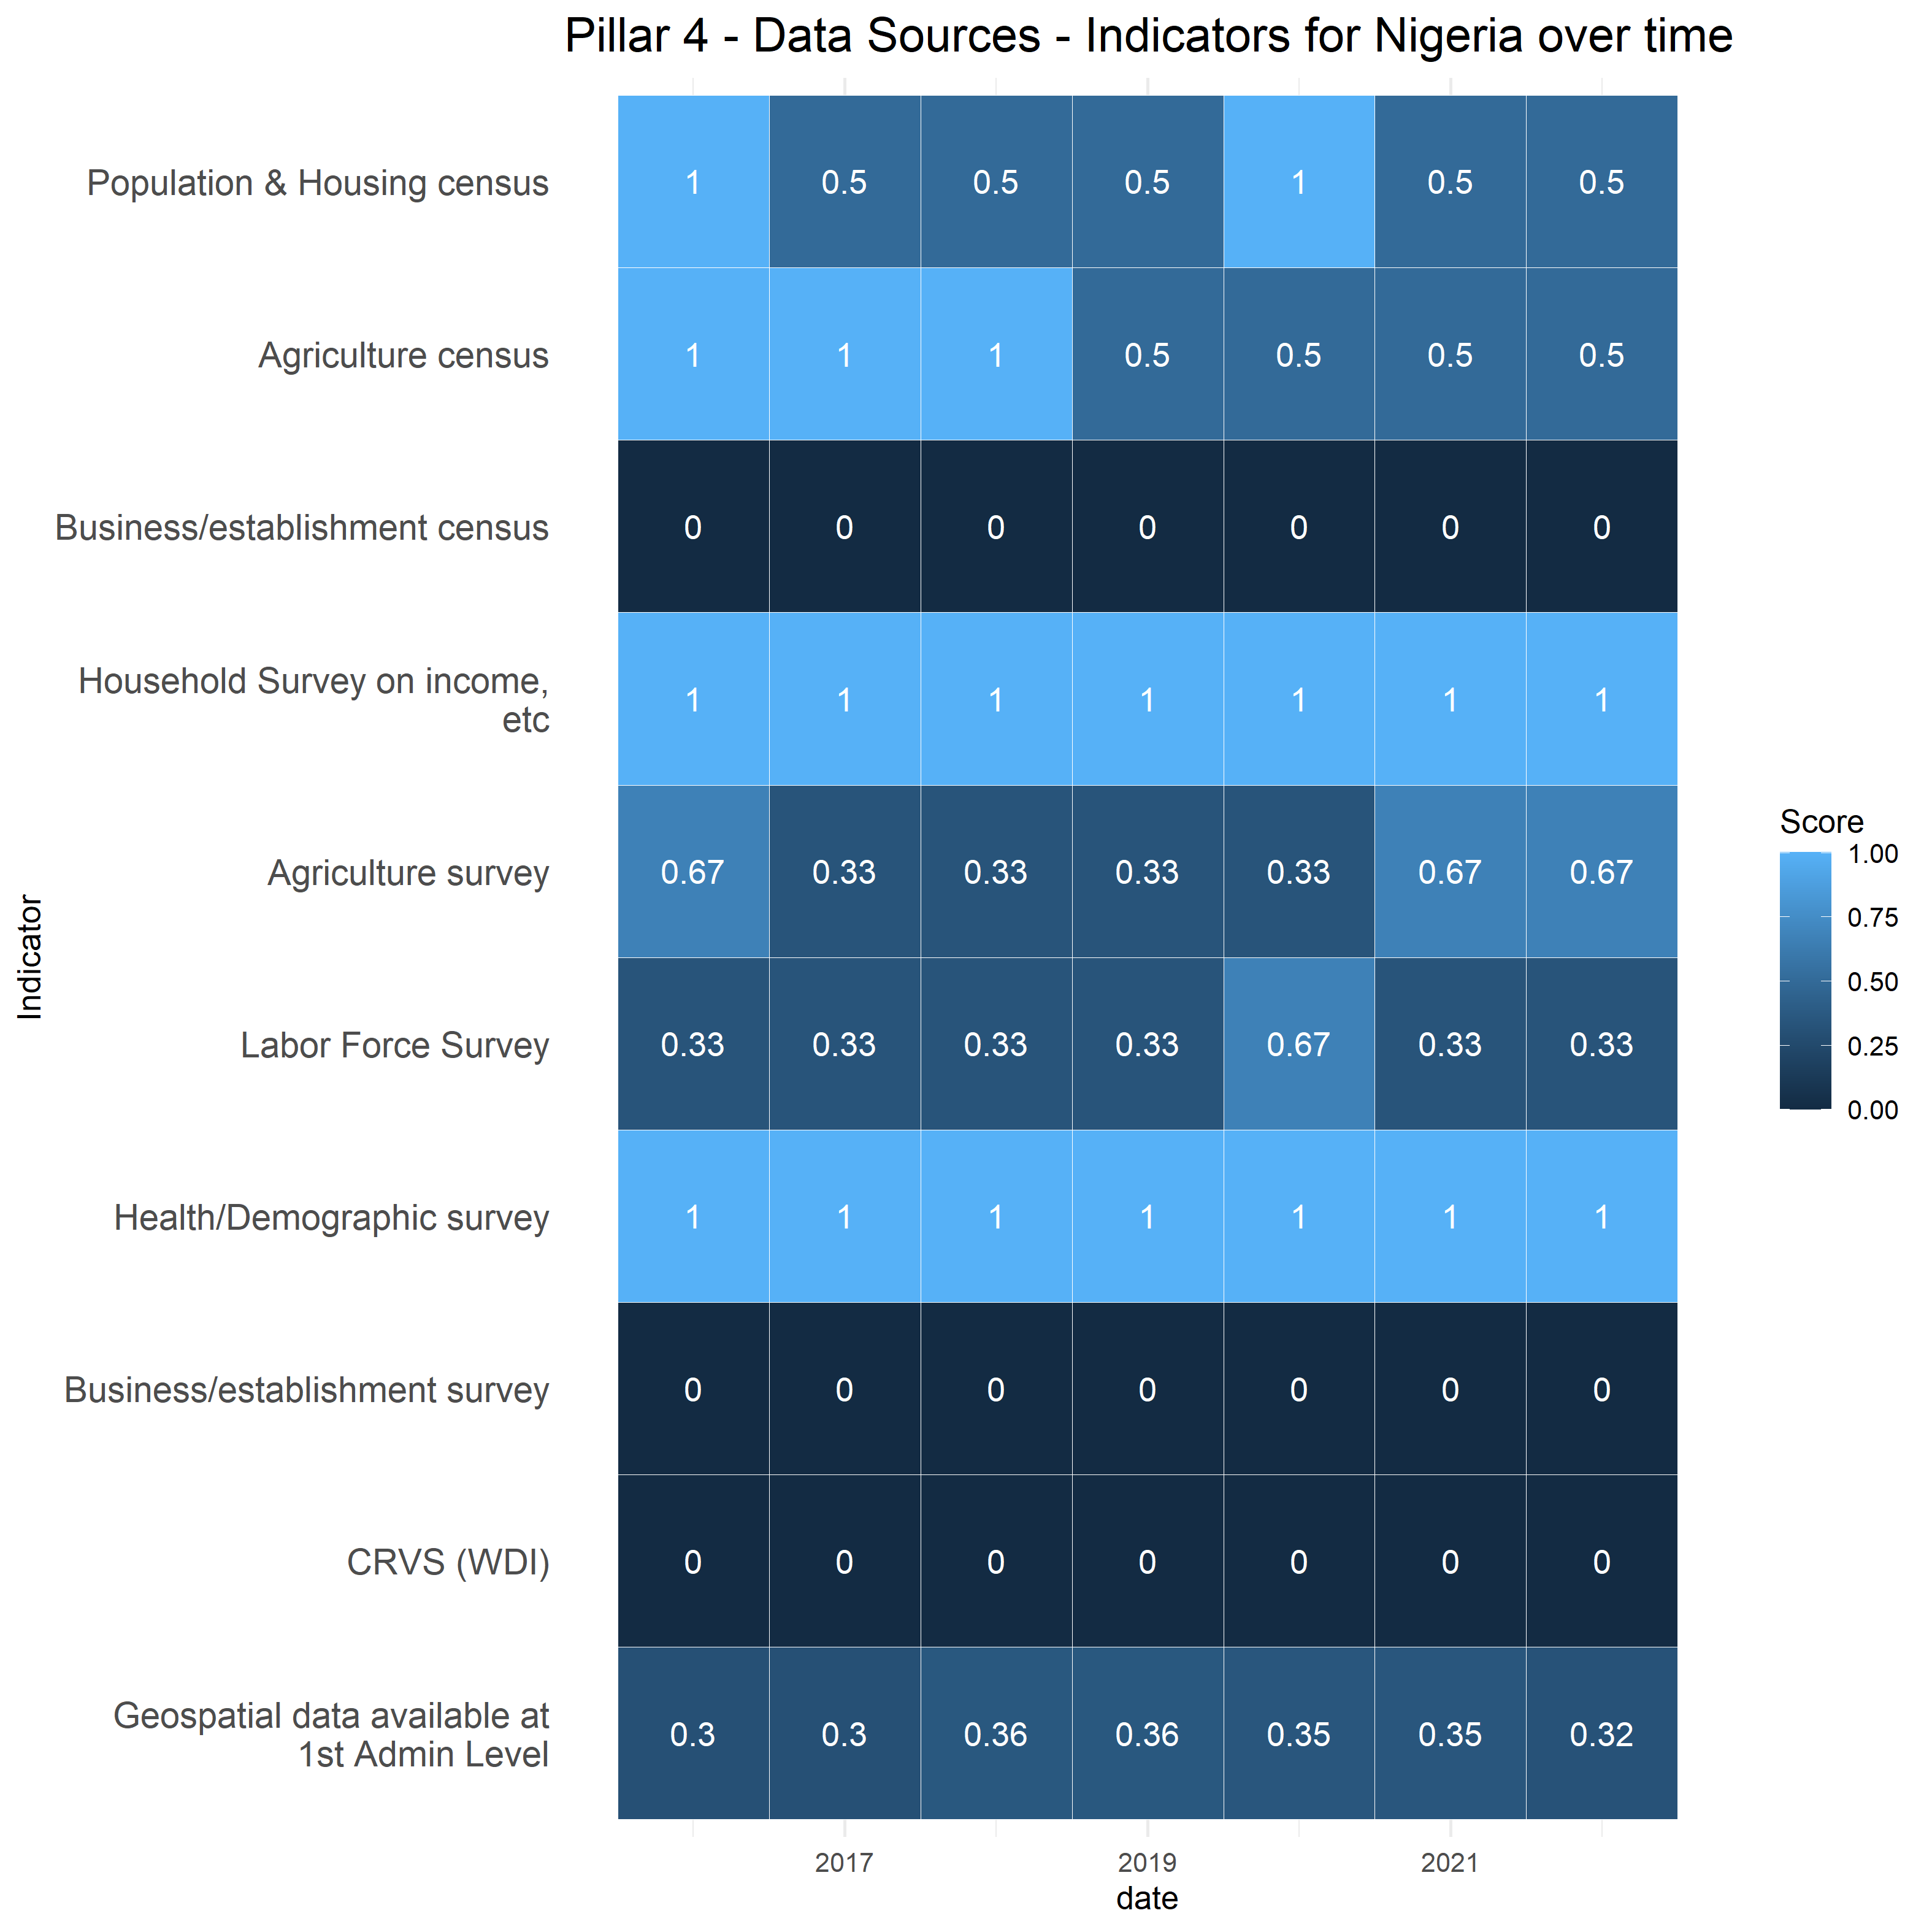 Pillar 4 - Data Sources - Indicators for Nigeria over time
Population & Housing census 1 0.5 0.5 0.5 1 0.5 0.5
Agriculture census 1 1 1 0.5 0.5 0.5 0.5
Business/establishment census 0 0 0 0 0 0 0
Household Survey on income,
etc
1 1 1 1 1 1 1
Agriculture survey 0.67 0.33 0.33 0.33 0.33 0.67 0.67
Labor Force Survey 0.33 0.33 0.33 0.33 0.67 0.33 0.33
Health/Demographic survey 1 1 1 1 1 1 1
Business/establishment survey 0 0 0 0 0 0 0
CRVS (WDI) 0 0 0 0 0 0 0
Geospatial data available at
1st Admin Level
0.3 0.3 0.36 0.36 0.35 0.35 0.32
2017 2019 2021
date
Indicator
Score
1.00
0.75
0.50
0.25
0.00